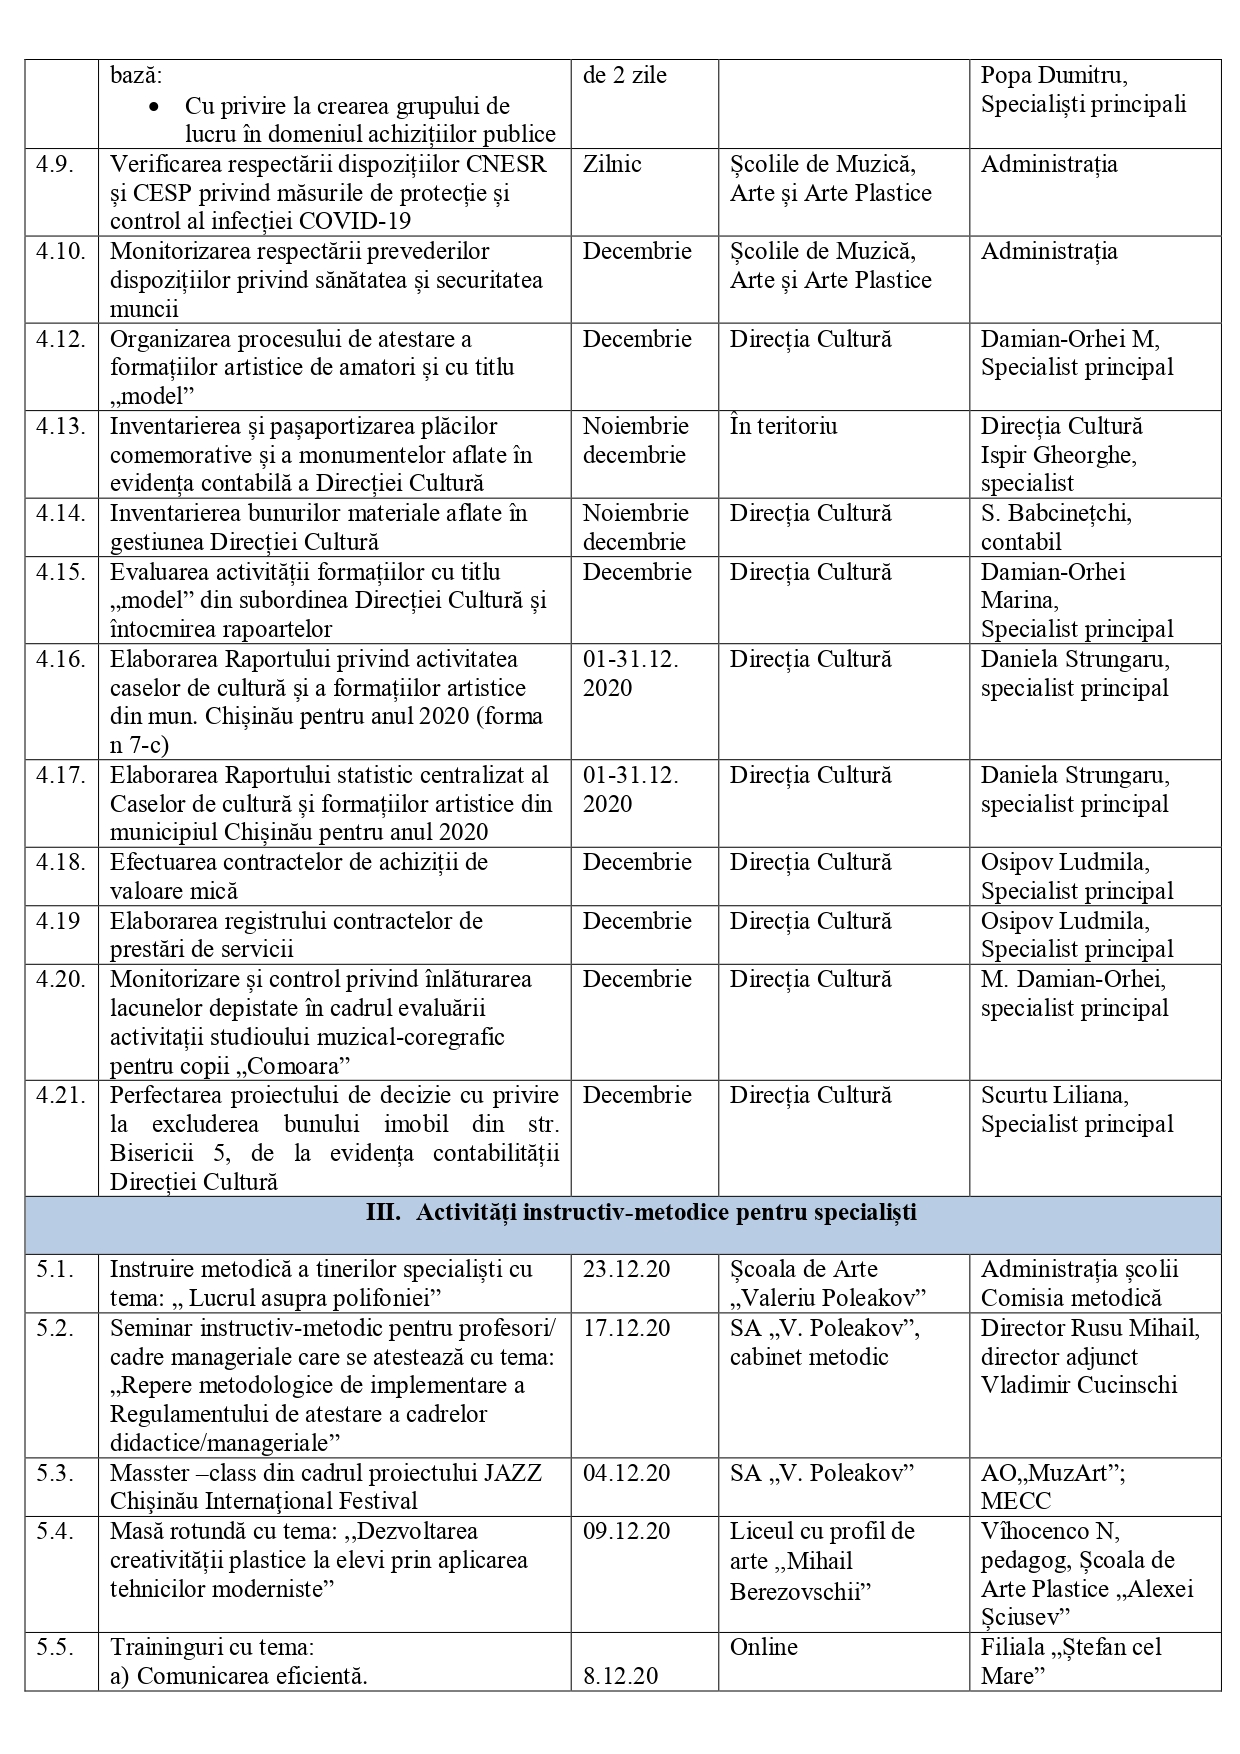 bază:
• Cu privire la crearea grupului de
lucru în domeniul achizițiilor publice
de 2 zile
Popa Dumitru,
Specialiști principali
4.9.
Verificarea respectării dispozițiilor CNESR
și CESP privind măsurile de protecție și
control al infecției COVID-19
Zilnic
Școlile de Muzică,
Arte și Arte Plastice
Administrația
4.10.
Monitorizarea respectării prevederilor
dispozițiilor privind sănătatea și securitatea
muncii
Decembrie
Școlile de Muzică,
Arte și Arte Plastice
Administrația
4.12.
Organizarea procesului de atestare a
formațiilor artistice de amatori și cu titlu
„model”
Decembrie
Direcția Cultură
Damian-Orhei M,
Specialist principal
4.13.
Inventarierea și pașaportizarea plăcilor
comemorative și a monumentelor aflate în
evidența contabilă a Direcției Cultură
Noiembrie
decembrie
În teritoriu
Direcția Cultură
Ispir Gheorghe,
specialist
4.14.
Inventarierea bunurilor materiale aflate în
gestiunea Direcției Cultură
Noiembrie
decembrie
Direcția Cultură
S. Babcinețchi,
contabil
4.15.
Evaluarea activității formațiilor cu titlu
„model” din subordinea Direcției Cultură și
întocmirea rapoartelor
Decembrie
Direcția Cultură
Damian-Orhei
Marina,
Specialist principal
4.16.
Elaborarea Raportului privind activitatea
caselor de cultură și a formațiilor artistice
din mun. Chișinău pentru anul 2020 (forma
n 7-c)
01-31.12.
2020
Direcția Cultură
Daniela Strungaru,
specialist principal
4.17.
Elaborarea Raportului statistic centralizat al
Caselor de cultură și formațiilor artistice din
municipiul Chișinău pentru anul 2020
01-31.12.
2020
Direcția Cultură
Daniela Strungaru,
specialist principal
4.18.
Efectuarea contractelor de achiziții de
valoare mică
Decembrie
Direcția Cultură
Osipov Ludmila,
Specialist principal
4.19
Elaborarea registrului contractelor de
prestări de servicii
Decembrie
Direcția Cultură
Osipov Ludmila,
Specialist principal
4.20.
Monitorizare și control privind înlăturarea
lacunelor depistate în cadrul evaluării
activitații studioului muzical-coregrafic
pentru copii „Comoara”
Decembrie
Direcția Cultură
M. Damian-Orhei,
specialist principal
4.21.
Perfectarea proiectului de decizie cu privire
la excluderea bunului imobil din str.
Bisericii 5, de la evidența contabilității
Direcției Cultură
Decembrie
Direcția Cultură
Scurtu Liliana,
Specialist principal
III. Activități instructiv-metodice pentru specialiști
5.1.
Instruire metodică a tinerilor specialiști cu
tema: „ Lucrul asupra polifoniei”
23.12.20
Școala de Arte
„Valeriu Poleakov”
Administrația școlii
Comisia metodică
5.2.
Seminar instructiv-metodic pentru profesori/
cadre manageriale care se atestează cu tema:
„Repere metodologice de implementare a
Regulamentului de atestare a cadrelor
didactice/manageriale”
17.12.20
SA „V. Poleakov”,
cabinet metodic
Director Rusu Mihail,
director adjunct
Vladimir Cucinschi
5.3.
Masster –class din cadrul proiectului JAZZ
Chişinău Internaţional Festival
04.12.20
SA „V. Poleakov”
AO„MuzArt”;
MECC
5.4.
Masă rotundă cu tema: ,,Dezvoltarea
creativității plastice la elevi prin aplicarea
tehnicilor moderniste”
09.12.20
Liceul cu profil de
arte ,,Mihail
Berezovschii”
Vîhocenco N,
pedagog, Școala de
Arte Plastice „Alexei
Șciusev”
5.5.
Traininguri cu tema:
a) Comunicarea eficientă.
8.12.20
Online
Filiala „Ștefan cel
Mare”